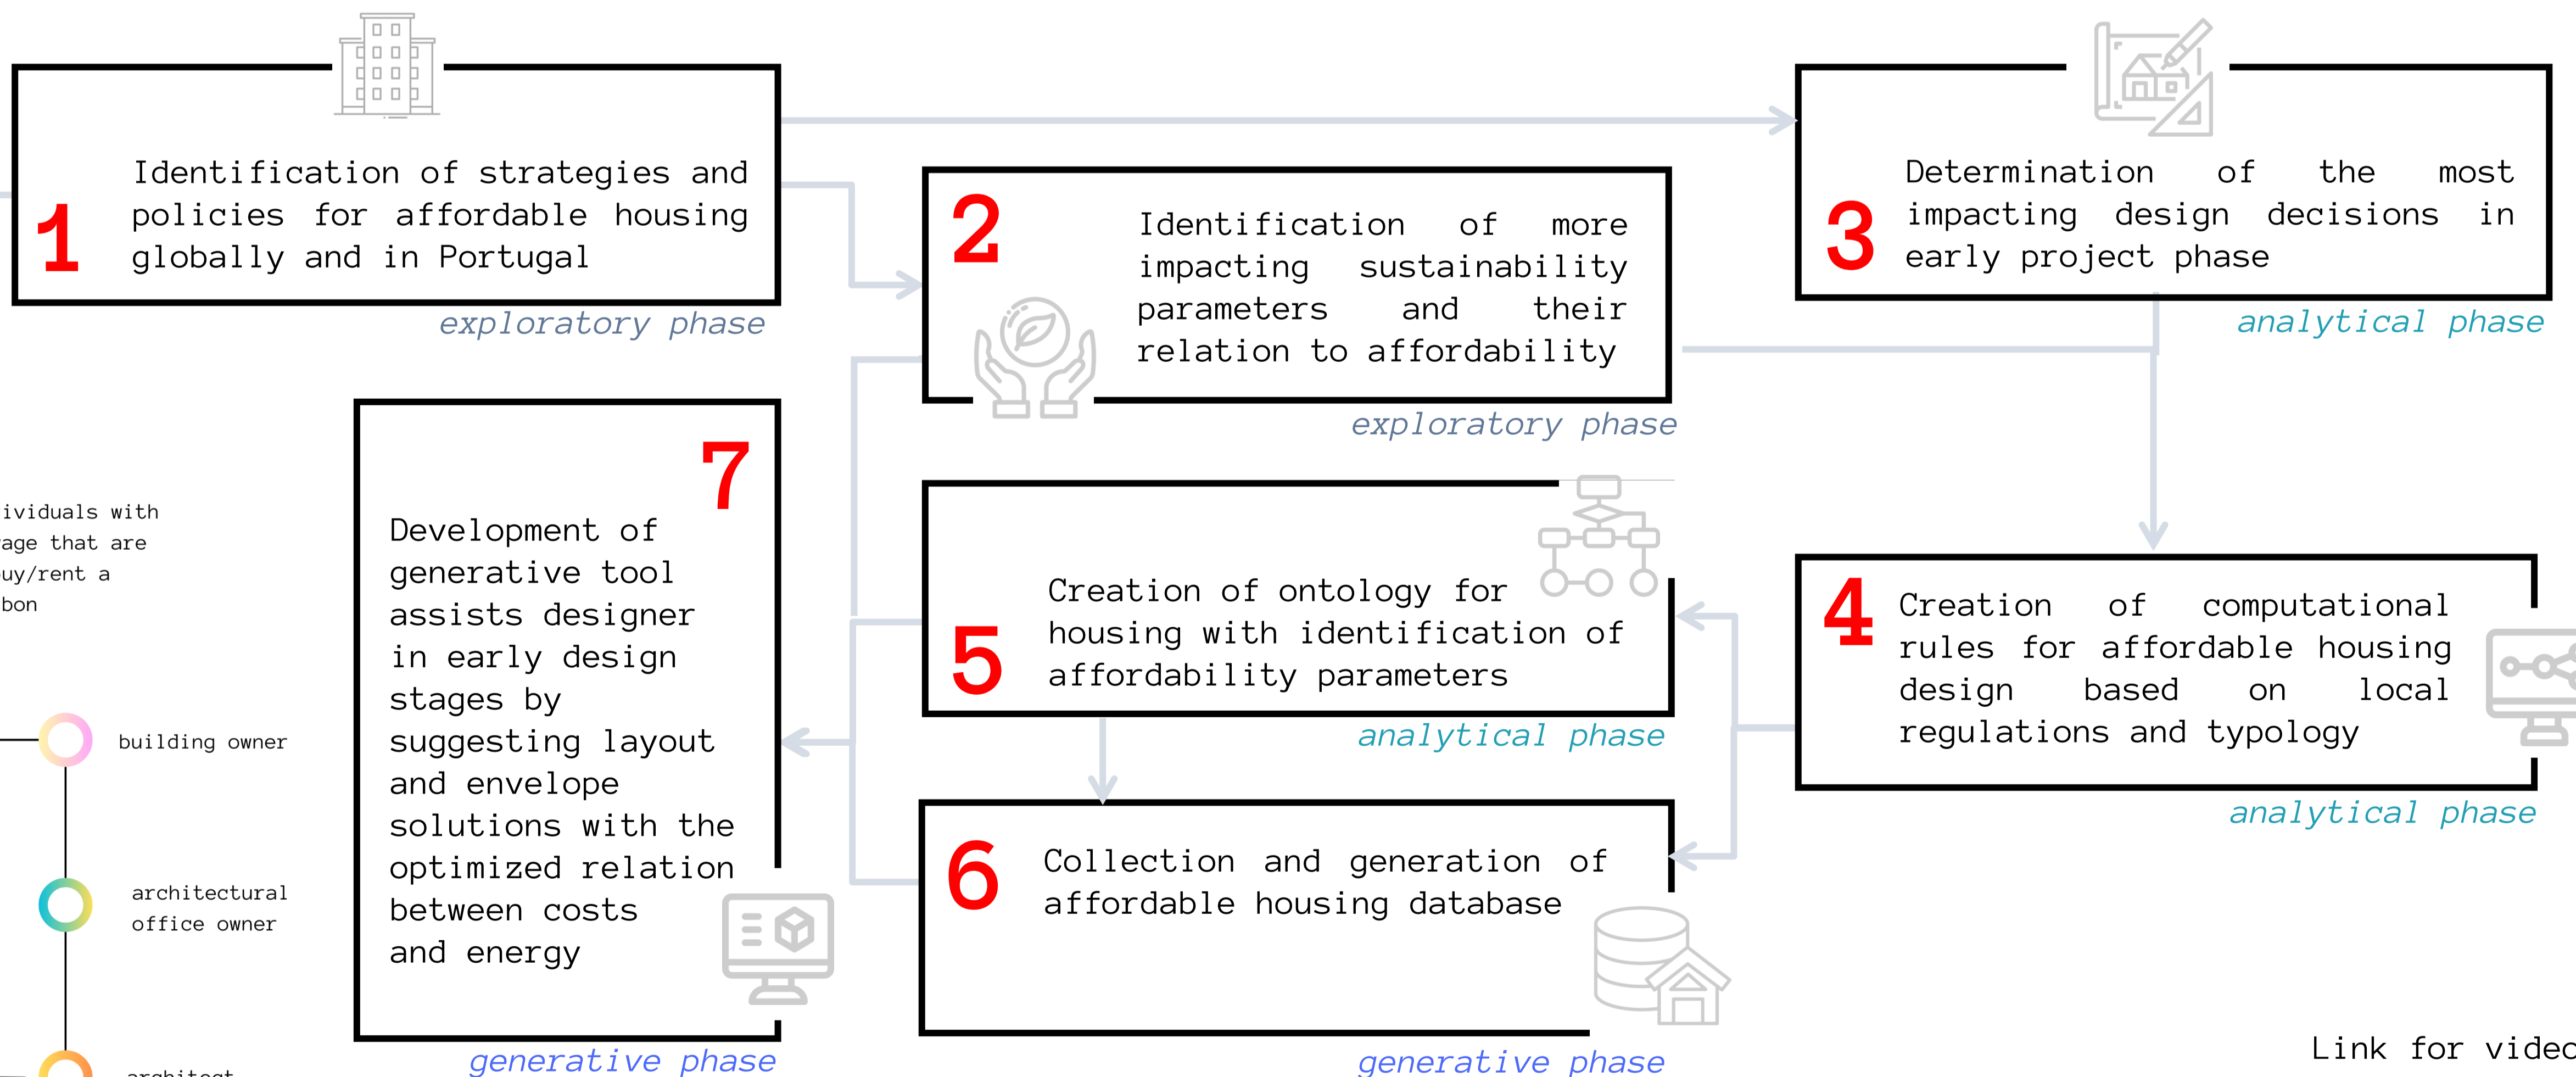 1
Identification of strategies and
policies for affordable housing
globally and in Portugal
exploratory phase
2
Identification of more
impacting sustainability
parameters and their
relation to affordability
exploratory phase
3
Determination of the most
impacting design decisions in
early project phase
analytical phase
4
Creation of computational
rules for affordable housing
design based on local
regulations and typology
analytical phase
5
Creation of ontology for
housing with identification of
affordability parameters
analytical phase
6
Collection and generation of
affordable housing database
generative phase
7
Development of
generative tool
assists designer
in early design
stages by
suggesting layout
and envelope
solutions with the
optimized relation
between costs
and energy
generative phase
ividuals with
age that are
uy/rent a
bon
building owner
architectural
office owner
architect
Link for video